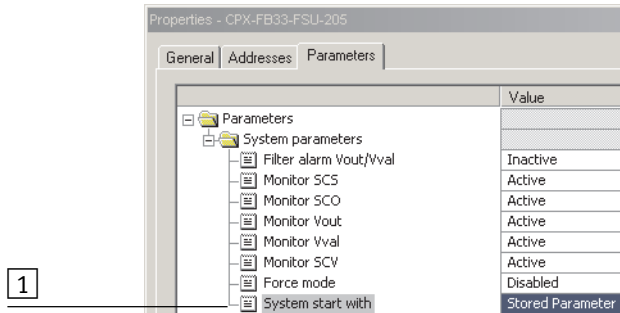 Properties - CPX-FB33-FSU-205
General Addresses Parameters
Value
Parameters
System parameters
Filter alarm Vout/Vval Inactive
Monitor SCS Active
Monitor SCO Active
Monitor Vout Active
Monitor Vval Active
Monitor SCV Active
Force mode Disabled
1 System start with Stored Parameter